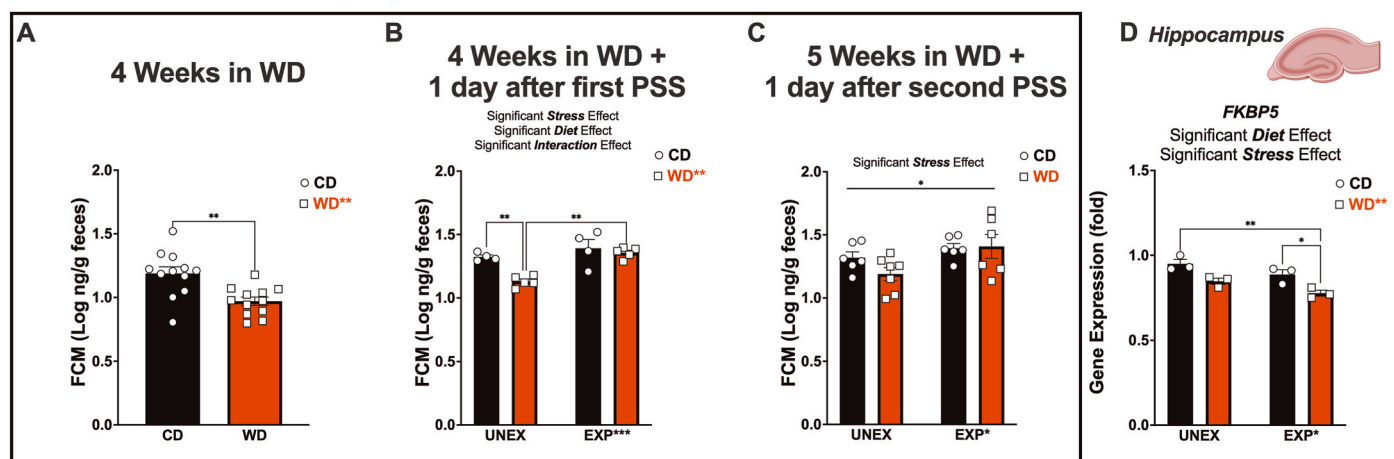 A
4 Weeks in WD
CD
WD**
**
FCM (Log ng/g feces)
2.0
1.5
1.0
0.5
0.0
CD WD
B
4 Weeks in WD +
1 day after first PSS
Significant Stress Effect
Significant Diet Effect
Significant Interaction Effect
CD
WD**
** **
FCM (Log ng/g feces)
2.0
1.5
1.0
0.5
0.0
UNEX EXP***
C
5 Weeks in WD +
1 day after second PSS
Significant Stress Effect
CD
WD
*
FCM (Log ng/g feces)
2.0
1.5
1.0
0.5
0.0
UNEX EXP*
D Hippocampus
FKBP5
Significant Diet Effect
Significant Stress Effect
CD
WD**
**
*
Gene Expression (fold)
1.5
1.0
0.5
0.0
UNEX EXP*